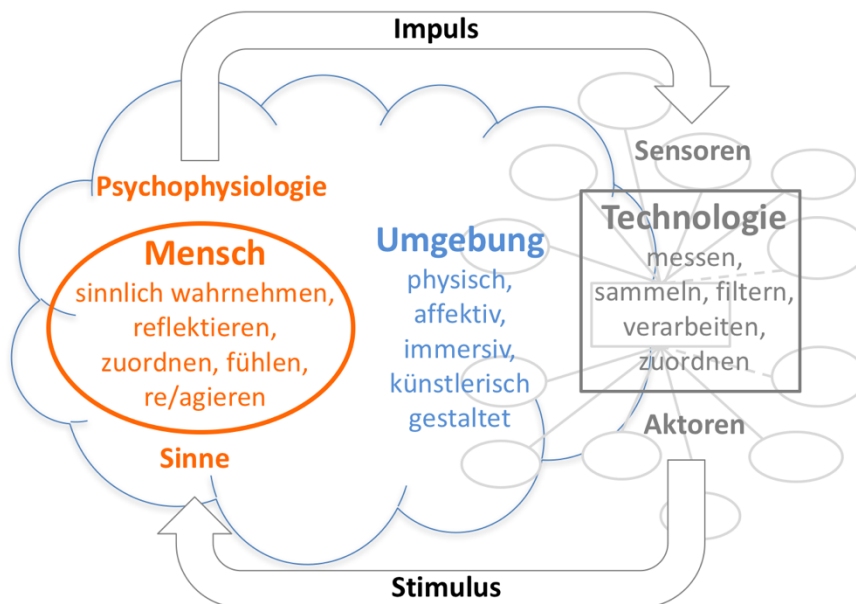 Impuls
Sensoren
Psychophysiologie
Mensch
sinnlich wahrnehmen,
reflektieren,
zuordnen, fühlen,
re/agieren
Sinne
Umgebung
physisch,
affektiv,
immersiv,
künstlerisch
gestaltet
Technologie
messen,
sammeln, filtern,
verarbeiten,
zuordnen
Aktoren
Stimulus